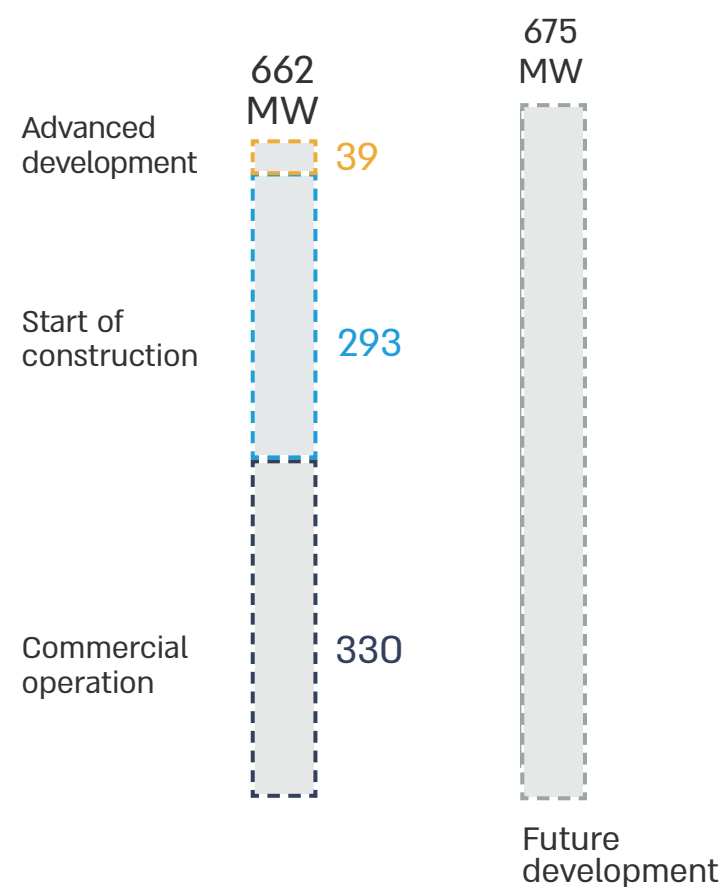 675
MW
662
MW
Advanced
development
39
Start of
construction
293
Commercial
operation
330
Future
development